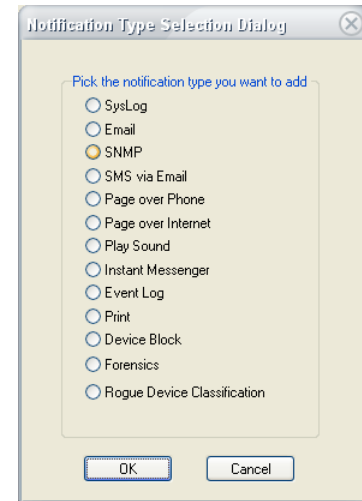 Notification Type Selection Dialog
Pick the notification type you want to add
SysLog
Email
SNMP
SMS via Email
Page over Phone
Page over Internet
Play Sound
Instant Messenger
Event Log
Print
Device Block
Forensics
Rogue Device Classification
OK
Cancel